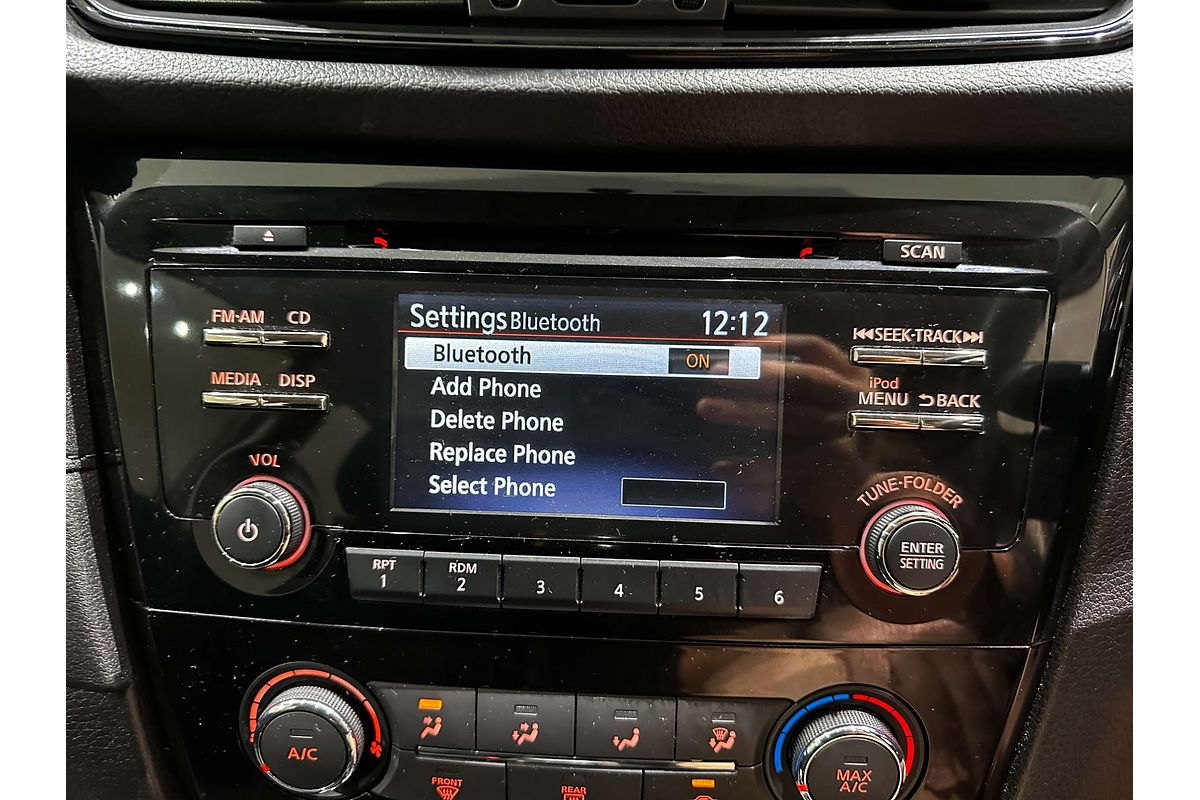 SCAN
FM·AM CD
Settings Bluetooth 12:12
SEEK·TRACK
Bluetooth ON
MEDIA DISP
Add Phone
iPod
MENU BACK
Delete Phone
Replace Phone
VOL
Select Phone
TUNE·FOLDER
ENTER
SETTING
RPT
1
RDM
2
3
4
5
6
A/C
MAX
A/C
FRONT
REAR